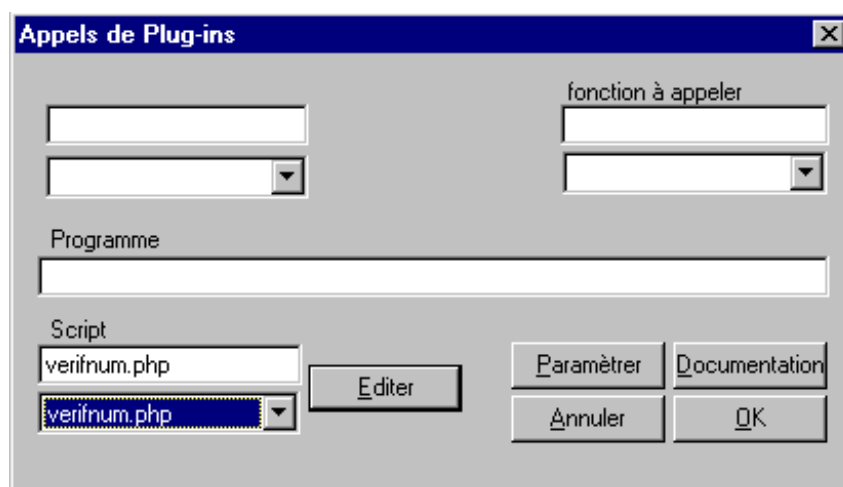 Appels de Plug-ins
fonction à appeler
Programme
Script
verifnum.php
verifnum.php
Editer
Paramètrer
Documentation
Annuler
OK